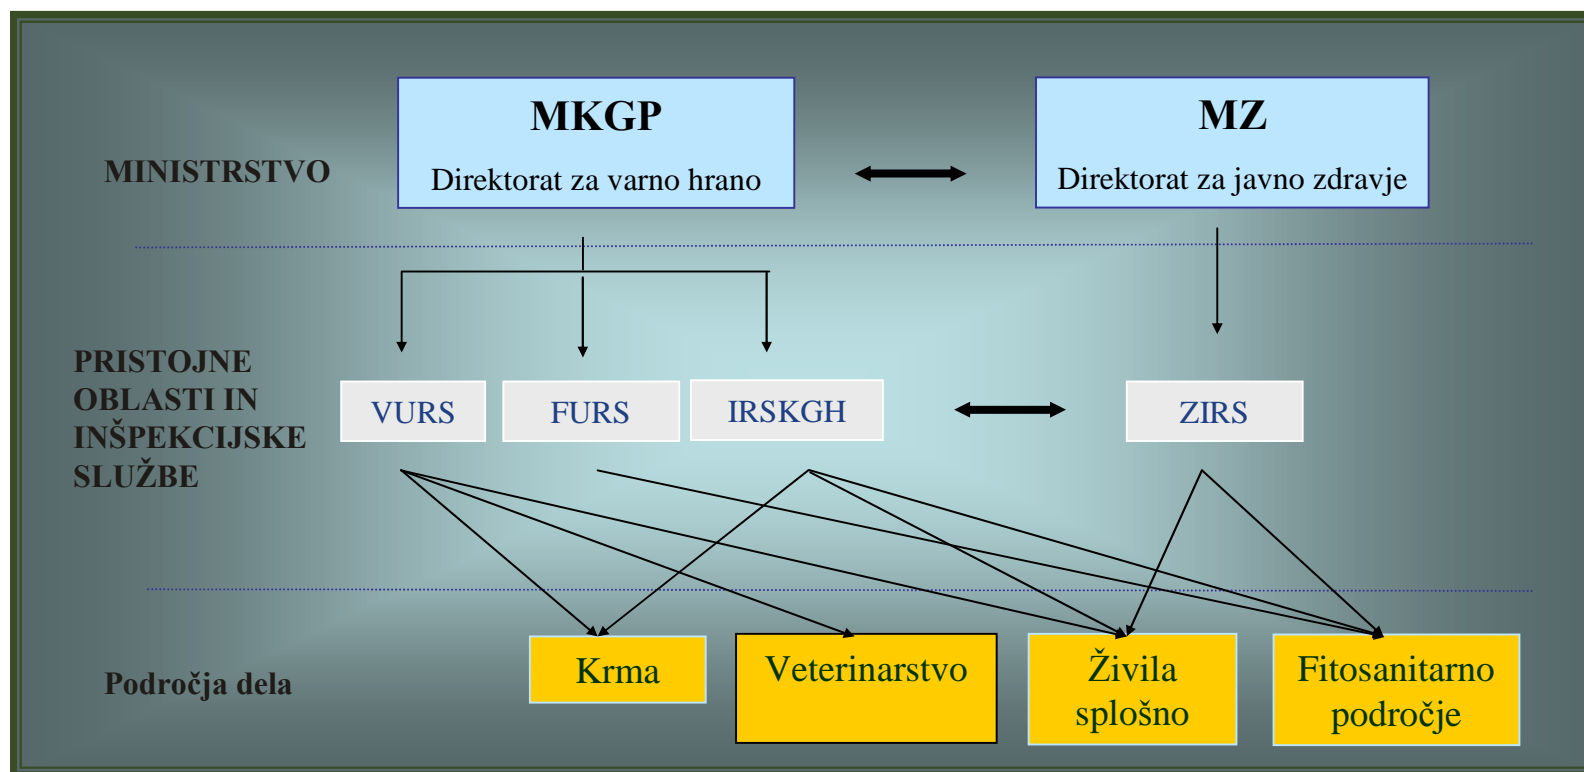 MKGP
Direktorat za varno hrano
MZ
Direktorat za javno zdravje
MINISTRSTVO
PRISTOJNE
OBLASTI IN
INŠPEKCIJSKE
SLUŽBE
VURS
FURS
IRSKGH
ZIRS
Področja dela
Krma
Veterinarstvo
Živila
splošno
Fitosanitarno
področje